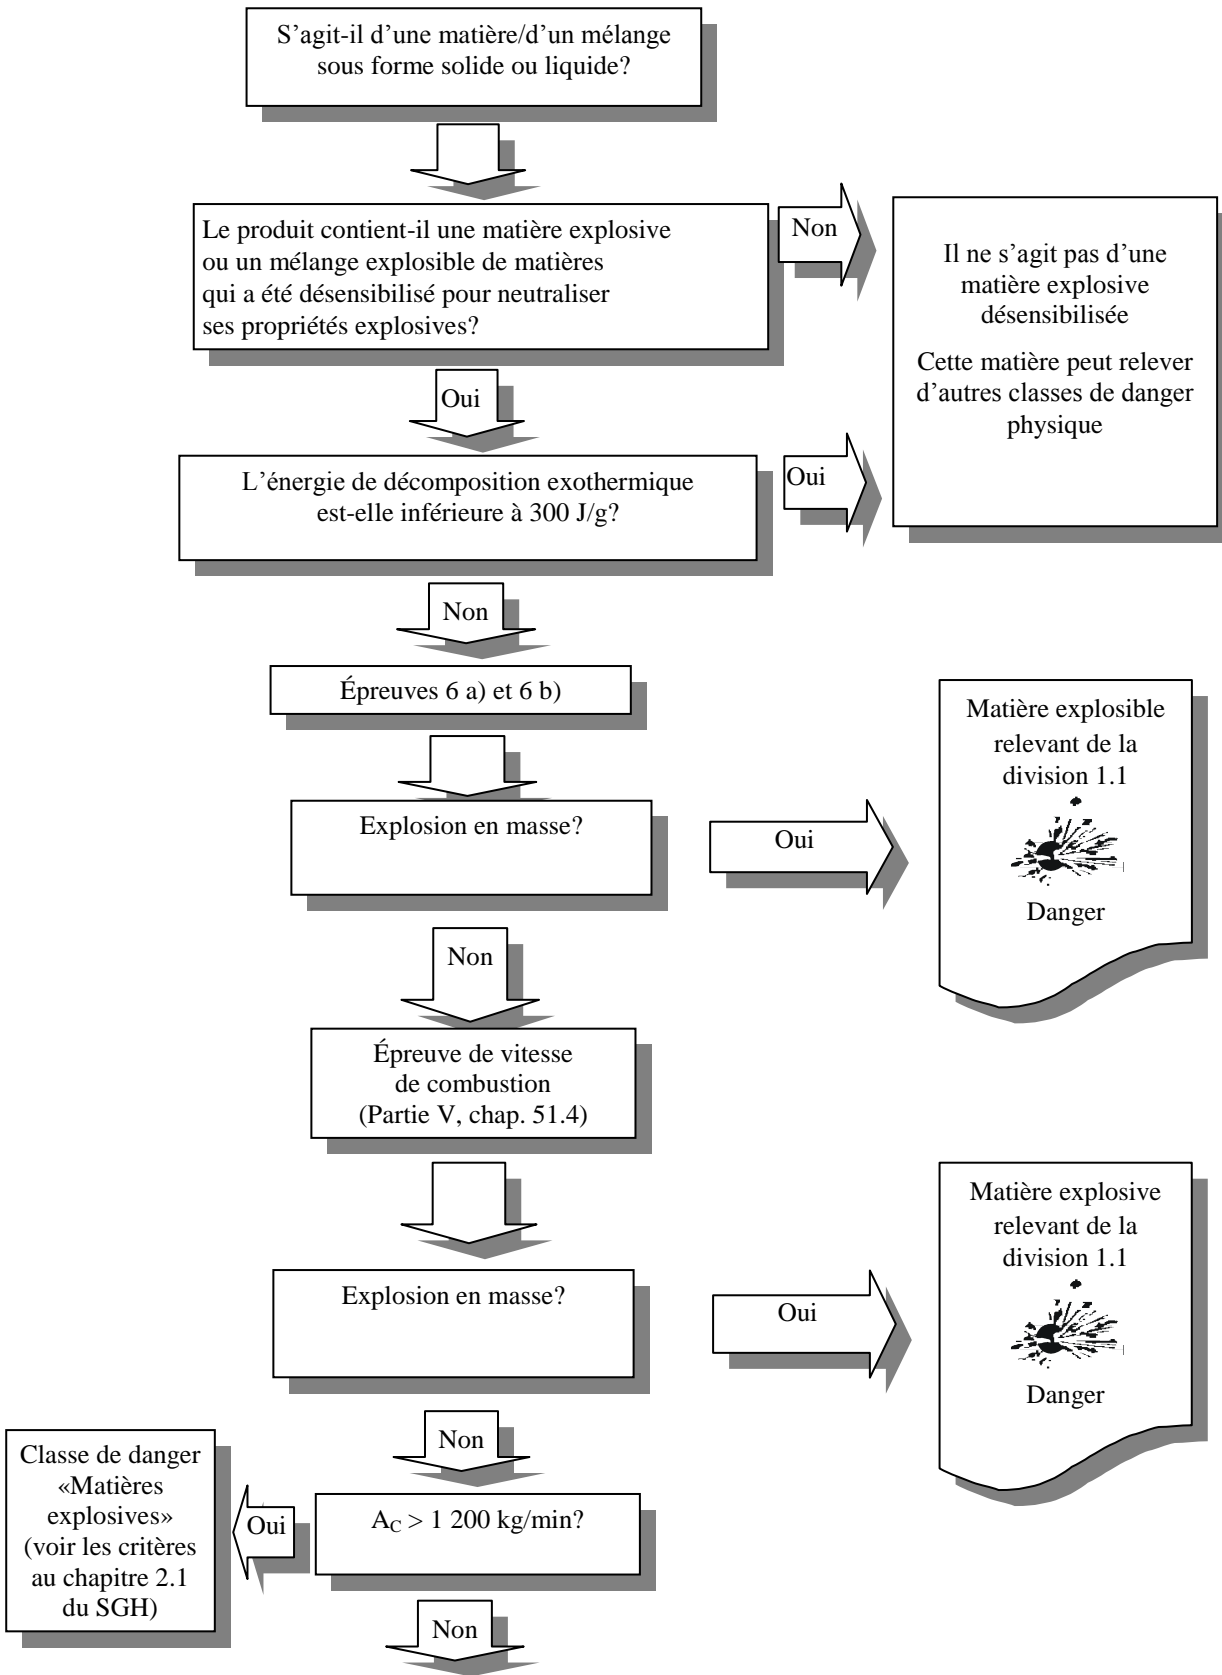 S’agit-il d’une matière/d’un mélange
sous forme solide ou liquide?
Le produit contient-il une matière explosive
ou un mélange explosible de matières
qui a été désensibilisé pour neutraliser
ses propriétés explosives?
Non
Il ne s’agit pas d’une
matière explosive
désensibilisée
Cette matière peut relever
d’autres classes de danger
physique
Oui
L’énergie de décomposition exothermique
est-elle inférieure à 300 J/g?
Oui
Non
Épreuves 6 a) et 6 b)
Explosion en masse?
Oui
Matière explosible
relevant de la
division 1.1
Danger
Non
Épreuve de vitesse
de combustion
(Partie V, chap. 51.4)
Explosion en masse?
Oui
Matière explosive
relevant de la
division 1.1
Danger
Non
A_C > 1 200 kg/min?
Oui
Classe de danger
«Matières
explosives»
(voir les critères
au chapitre 2.1
du SGH)
Non